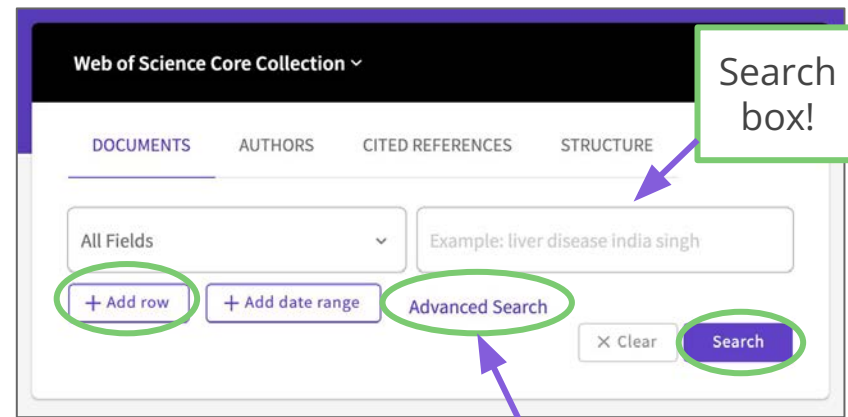 Web of Science Core Collection
Search
box!
DOCUMENTS AUTHORS CITED REFERENCES STRUCTURE
All Fields Example: liver disease india singh
+ Add row + Add date range Advanced Search
× Clear Search